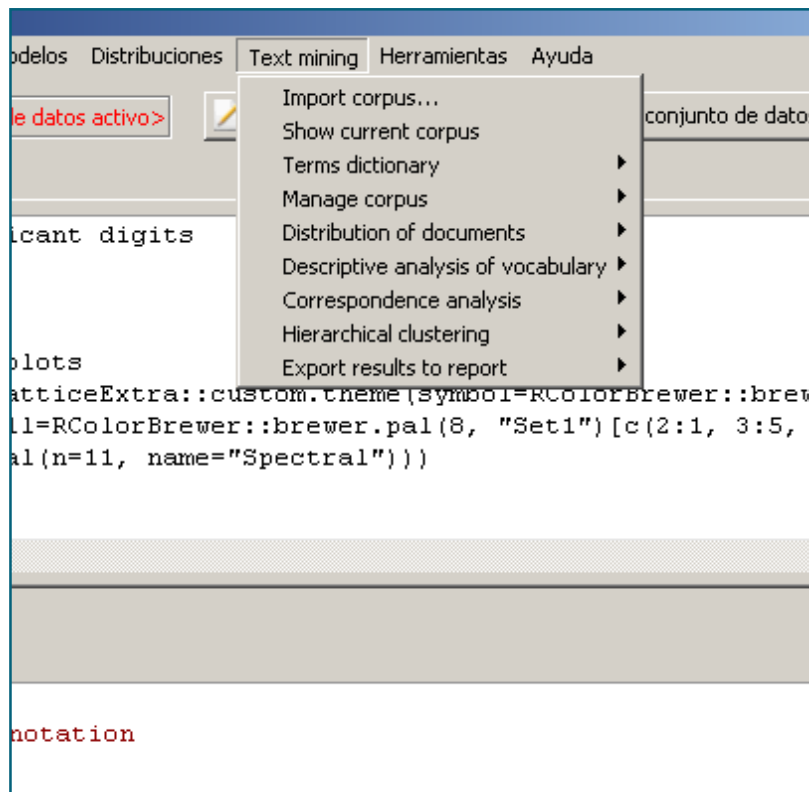 odelos Distribuciones Text mining Herramientas Ayuda
Import corpus...
e datos activo> conjunto de dato
Show current corpus
Terms dictionary
Manage corpus
icant digits Distribution of documents
Descriptive analysis of vocabulary
Correspondence analysis
Hierarchical clustering
plots Export results to report
atticeExtra::custom.theme(symbol=RColorBrewer::brew
ll=RColorBrewer::brewer.pal(8, "Set1")[c(2:1, 3:5,
al(n=11, name="Spectral")))
notation